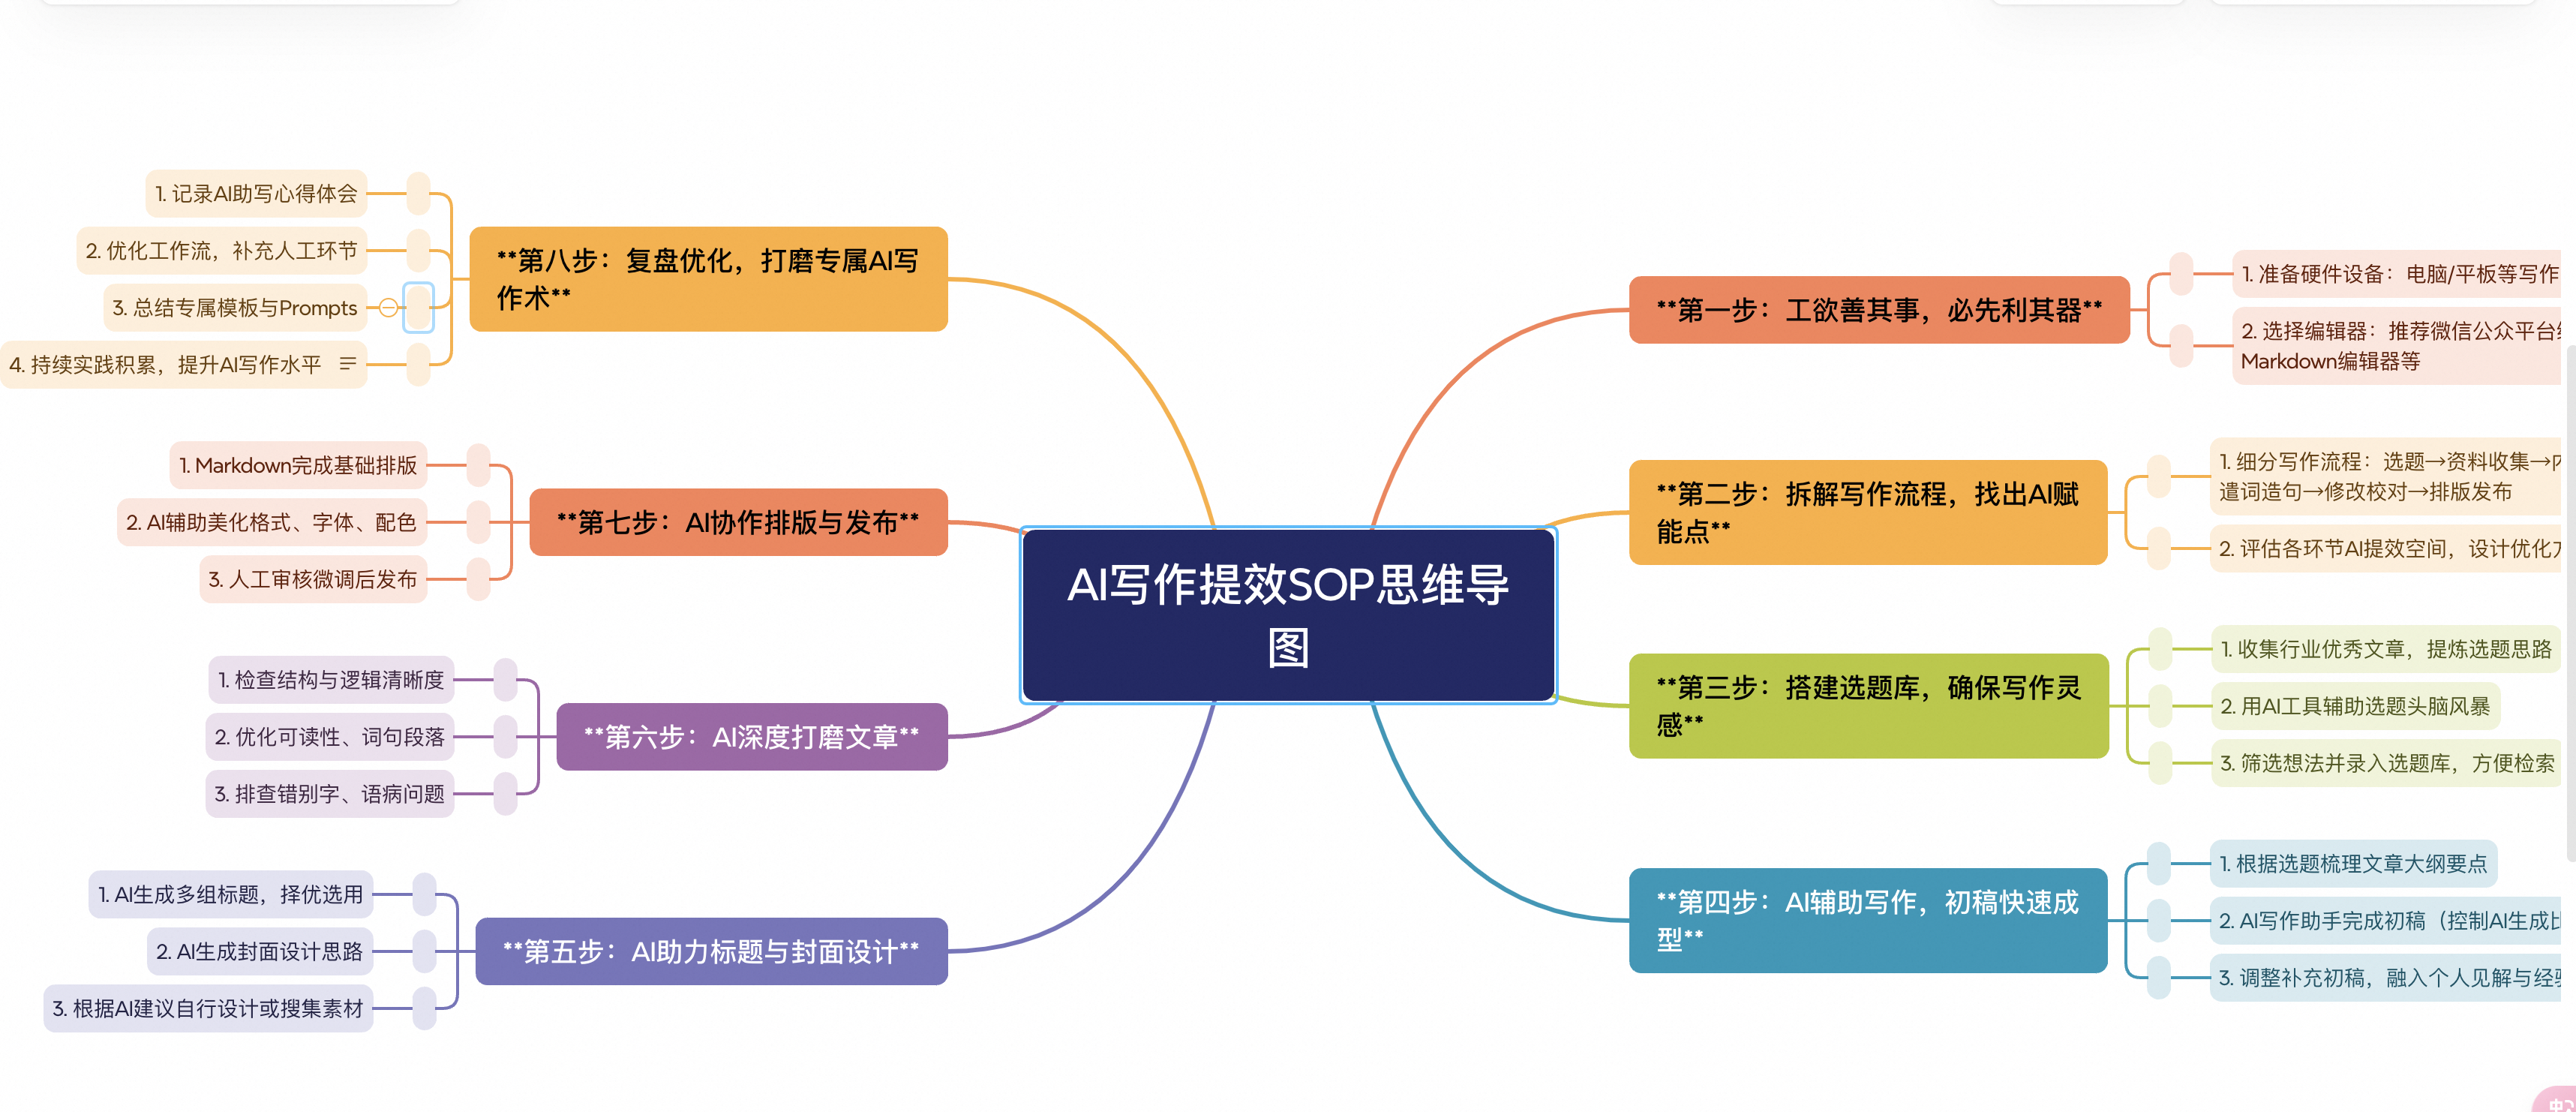 AI写作提效SOP思维导
图
**第一步：工欲善其事，必先利其器**
1. 准备硬件设备：电脑/平板等写作
2. 选择编辑器：推荐微信公众平台
Markdown编辑器等
**第二步：拆解写作流程，找出AI赋
能点**
1. 细分写作流程：选题→资料收集→
遣词造句→修改校对→排版发布
2. 评估各环节AI提效空间，设计优化
**第三步：搭建选题库，确保写作灵
感**
1. 收集行业优秀文章，提炼选题思路
2. 用AI工具辅助选题头脑风暴
3. 筛选想法并录入选题库，方便检索
**第四步：AI辅助写作，初稿快速成
型**
1. 根据选题梳理文章大纲要点
2. AI写作助手完成初稿（控制AI生成
3. 调整补充初稿，融入个人见解与经
**第五步：AI助力标题与封面设计**
1. AI生成多组标题，择优选用
2. AI生成封面设计思路
3. 根据AI建议自行设计或搜集素材
**第六步：AI深度打磨文章**
1. 检查结构与逻辑清晰度
2. 优化可读性、词句段落
3. 排查错别字、语病问题
**第七步：AI协作排版与发布**
1. Markdown完成基础排版
2. AI辅助美化格式、字体、配色
3. 人工审核微调后发布
**第八步：复盘优化，打磨专属AI写
作术**
1. 记录AI助写心得体会
2. 优化工作流，补充人工环节
3. 总结专属模板与Prompts
4. 持续实践积累，提升AI写作水平